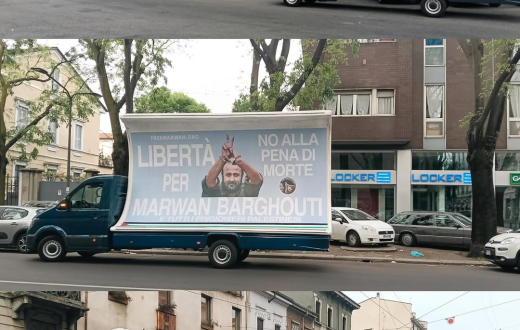 FREEMARWAN.ORG
LIBERTÀ
PER
MARWAN BARGHOUTI
NO ALLA
PENA DI
MORTE
LOCKER
LOCKER